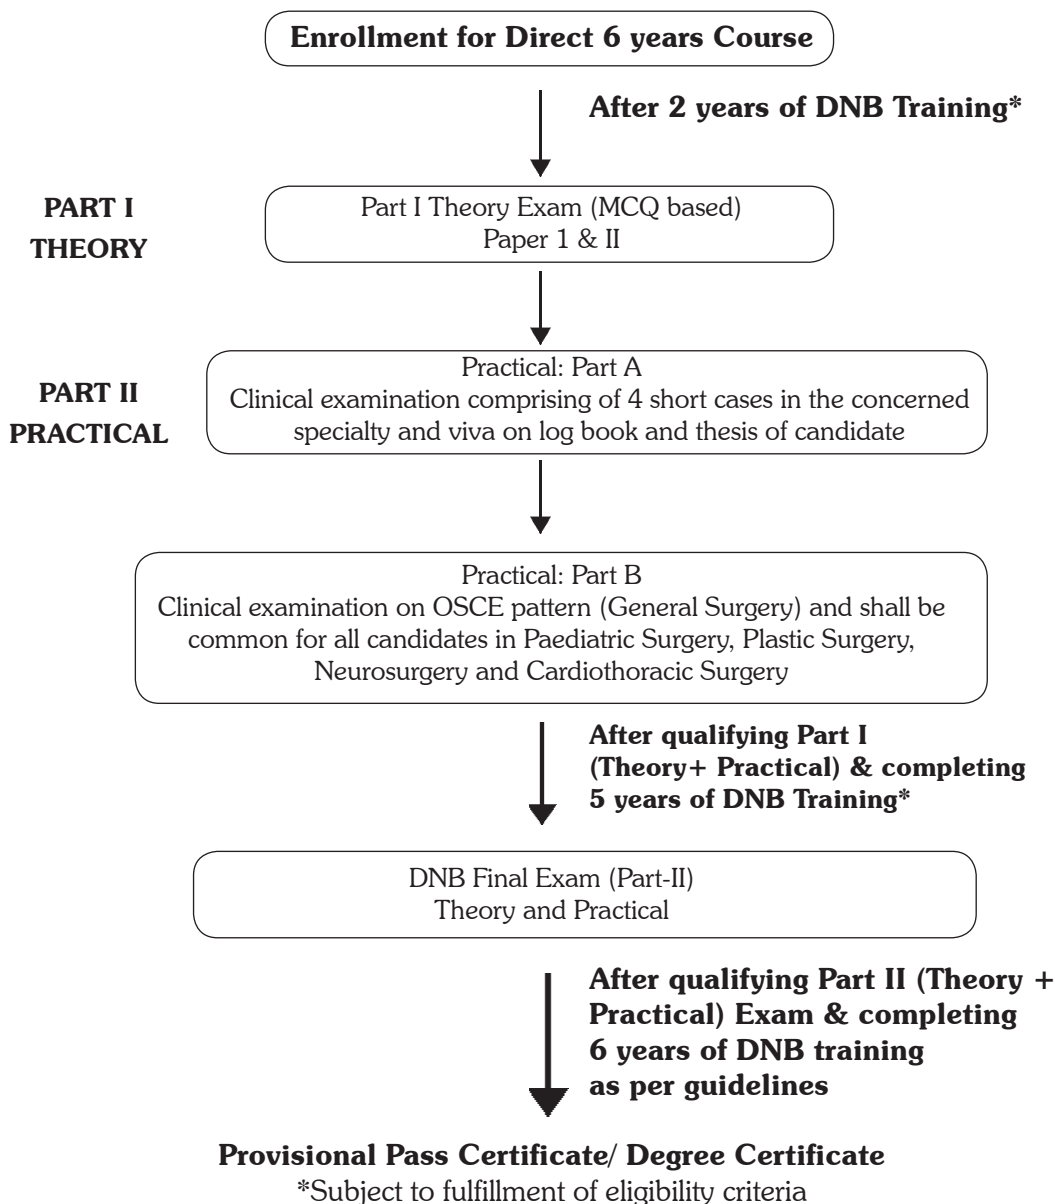 Enrollment for Direct 6 years Course
After 2 years of DNB Training*
PART I
THEORY
Part I Theory Exam (MCQ based)
Paper 1 & II
PART II
PRACTICAL
Practical: Part A
Clinical examination comprising of 4 short cases in the concerned
specialty and viva on log book and thesis of candidate
Practical: Part B
Clinical examination on OSCE pattern (General Surgery) and shall be
common for all candidates in Paediatric Surgery, Plastic Surgery,
Neurosurgery and Cardiothoracic Surgery
After qualifying Part I
(Theory+ Practical) & completing
5 years of DNB Training*
DNB Final Exam (Part-II)
Theory and Practical
After qualifying Part II (Theory +
Practical) Exam & completing
6 years of DNB training
as per guidelines
Provisional Pass Certificate/ Degree Certificate
*Subject to fulfillment of eligibility criteria